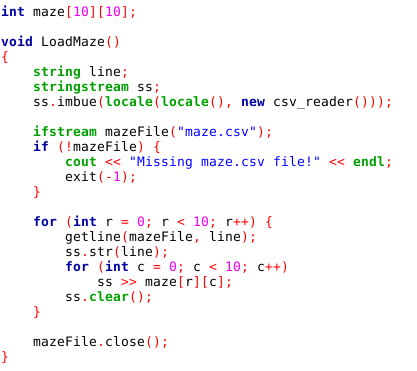 int maze[10][10];

void LoadMaze()
{
    string line;
    stringstream ss;
    ss.imbue(locale(locale(), new csv_reader()));

    ifstream mazeFile("maze.csv");
    if (!mazeFile) {
        cout << "Missing maze.csv file!" << endl;
        exit(-1);
    }

    for (int r = 0; r < 10; r++) {
        getline(mazeFile, line);
        ss.str(line);
        for (int c = 0; c < 10; c++)
            ss >> maze[r][c];
        ss.clear();
    }

    mazeFile.close();
}